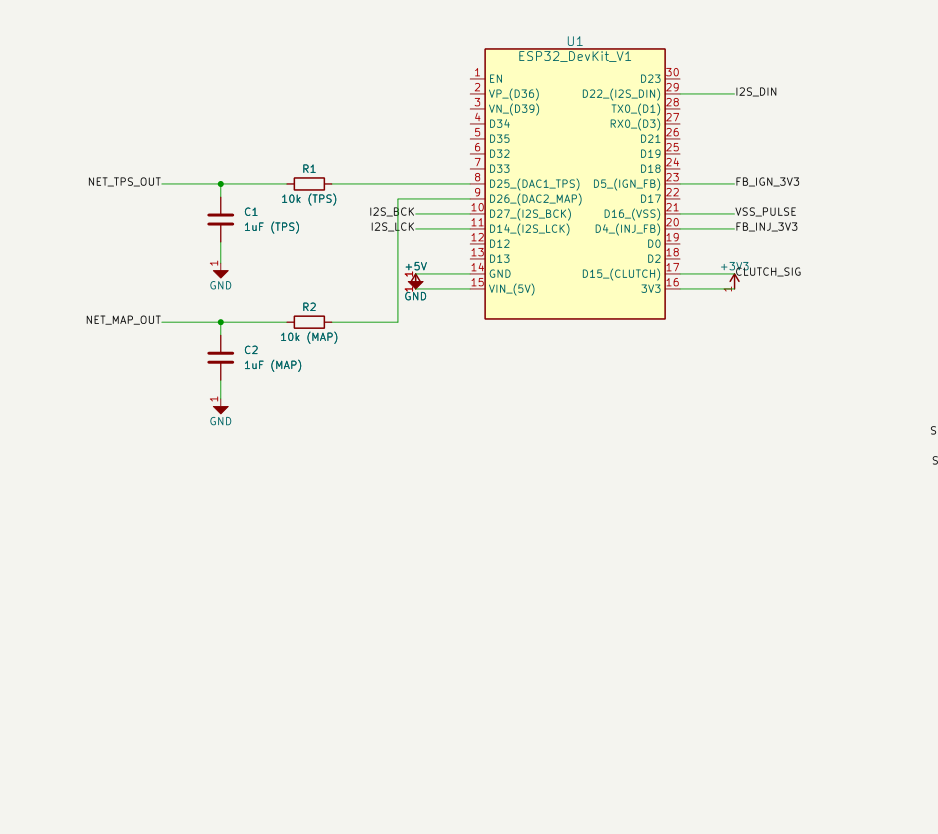 U1
ESP32_DevKit_V1
1 EN D23 30
2 VP_(D36) D22_(I2S_DIN) 29 I2S_DIN
3 VN_(D39) TX0_(D1) 28
4 D34 RX0_(D3) 27
5 D35 D21 26
6 D32 D19 25
7 D33 D18 24
R1
NET_TPS_OUT 8 D25_(DAC1_TPS) D5_(IGN_FB) 23 FB_IGN_3V3
10k (TPS) 9 D26_(DAC2_MAP) D17 22
C1 I2S_BCK 10 D27_(I2S_BCK) D16_(VSS) 21 VSS_PULSE
1uF (TPS) I2S_LCK 11 D14_(I2S_LCK) D4_(INJ_FB) 20 FB_INJ_3V3
12 D12 D0 19
13 D13 D2 18
1 +5V +3V3
1 14 GND D15_(CLUTCH) 17 CLUTCH_SIG
GND 1 15 VIN_(5V) 3V3 16 1
GND
R2
NET_MAP_OUT
10k (MAP)
C2
1uF (MAP)
1
GND
S
S